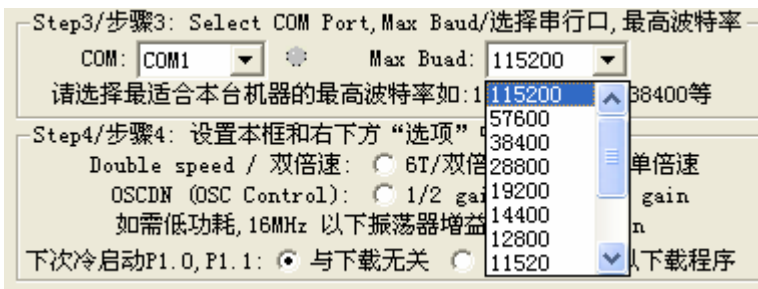 Step3/步骤3: Select COM Port,Max Baud/选择串行口,最高波特率
COM: COM1 Max Buad: 115200
请选择最适合本台机器的最高波特率如:1 38400等
115200
57600
38400
28800
19200
14400
12800
11520
Step4/步骤4: 设置本框和右下方“选项”
Double speed / 双倍速: 6T/双倍 单倍速
OSCDN (OSC Control): 1/2 gai gain
如需低功耗,16MHz 以下振荡器增益 n
下次冷启动P1.0,P1.1: 与下载无关 以下载程序